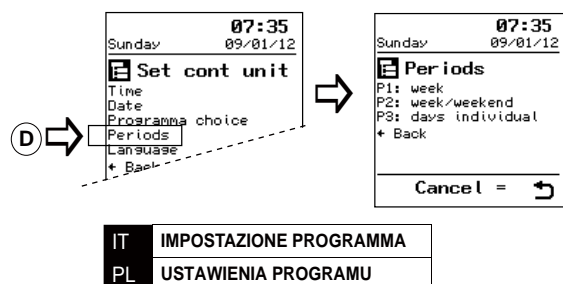 07:35
Sunday 09/01/12
Set cont unit
Time
Date
Programma choice
Periods
Language
← Back
D
07:35
Sunday 09/01/12
Periods
P1: week
P2: week/weekend
P3: days individual
← Back
Cancel =
IT IMPOSTAZIONE PROGRAMMA
PL USTAWIENIA PROGRAMU